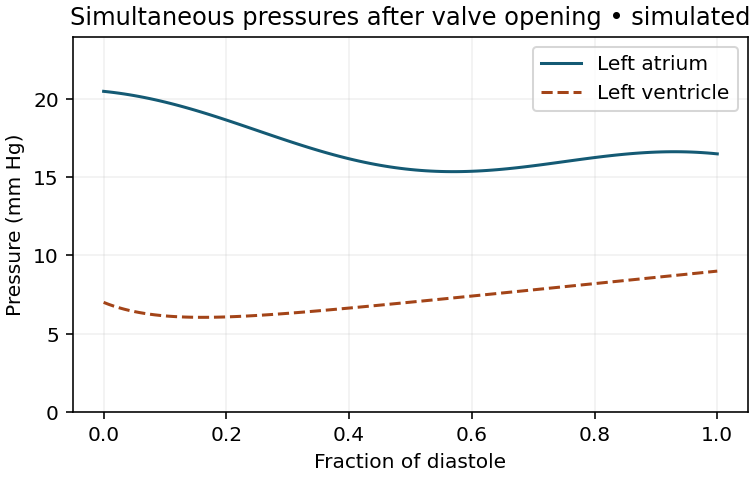 Simultaneous pressures after valve opening • simulated
Left atrium
Left ventricle
Pressure (mm Hg)
20
15
10
5
0
0.0 0.2 0.4 0.6 0.8 1.0
Fraction of diastole